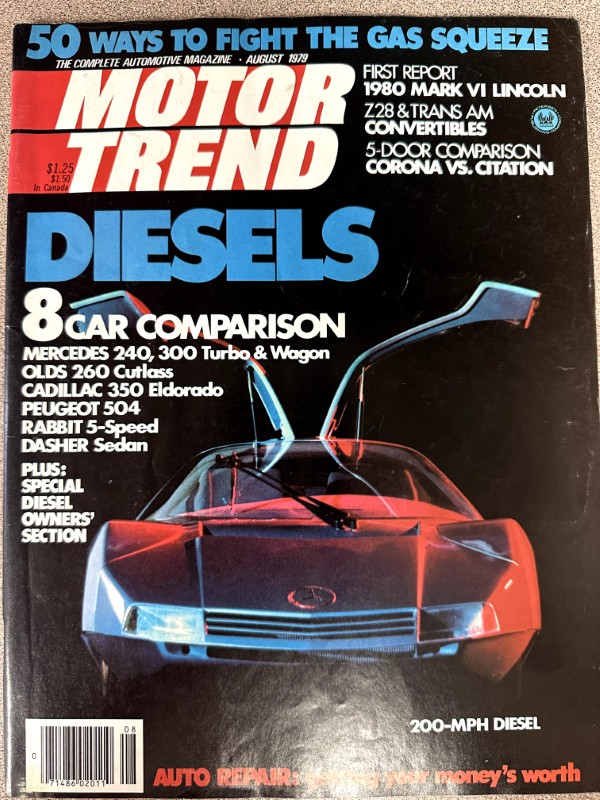 50 WAYS TO FIGHT THE GAS SQUEEZE
THE COMPLETE AUTOMOTIVE MAGAZINE • AUGUST 1979
MOTOR
TREND
$1.25
$1.50
In Canada
FIRST REPORT
1980 MARK VI LINCOLN
Z28 & TRANS AM
CONVERTIBLES
5-DOOR COMPARISON
CORONA VS. CITATION
DIESELS
8 CAR COMPARISON
MERCEDES 240, 300 Turbo & Wagon
OLDS 260 Cutlass
CADILLAC 350 Eldorado
PEUGEOT 504
RABBIT 5-Speed
DASHER Sedan
PLUS:
SPECIAL
DIESEL
OWNERS'
SECTION
200-MPH DIESEL
08
0 71486 02011
AUTO REPAIR: getting your money's worth